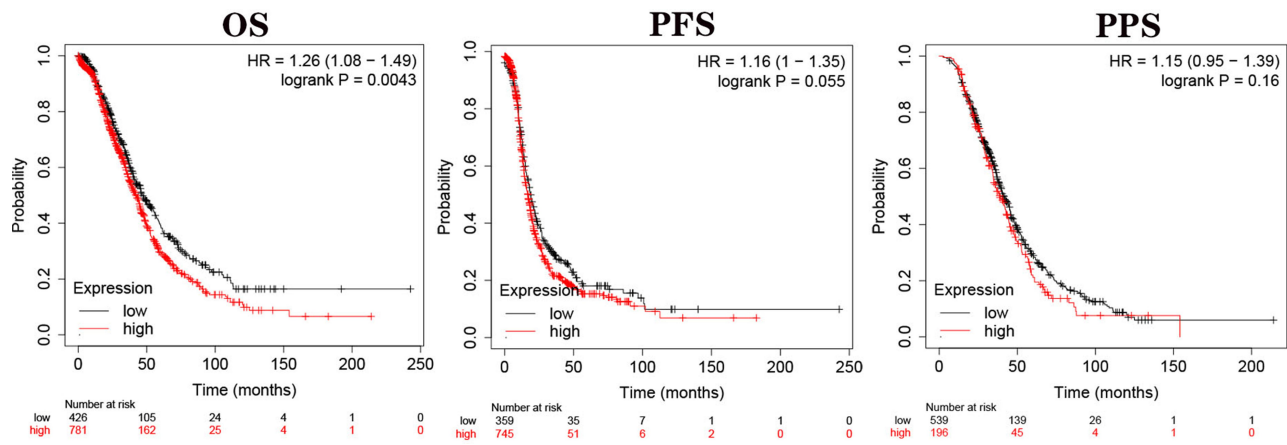 OS
HR = 1.26 (1.08 − 1.49)
logrank P = 0.0043
Probability
0.0 0.2 0.4 0.6 0.8 1.0
Expression
low
high
0 50 100 150 200 250
Time (months)
Number at risk
low 426 105 24 4 1 0
high 781 162 25 4 1 0
PFS
HR = 1.16 (1 − 1.35)
logrank P = 0.055
Probability
0.0 0.2 0.4 0.6 0.8 1.0
Expression
low
high
0 50 100 150 200 250
Time (months)
Number at risk
low 359 35 7 1 1 0
high 745 51 6 2 0 0
PPS
HR = 1.15 (0.95 − 1.39)
logrank P = 0.16
Probability
0.0 0.2 0.4 0.6 0.8 1.0
Expression
low
high
0 50 100 150 200
Time (months)
Number at risk
low 539 139 26 1 1
high 196 45 4 1 0